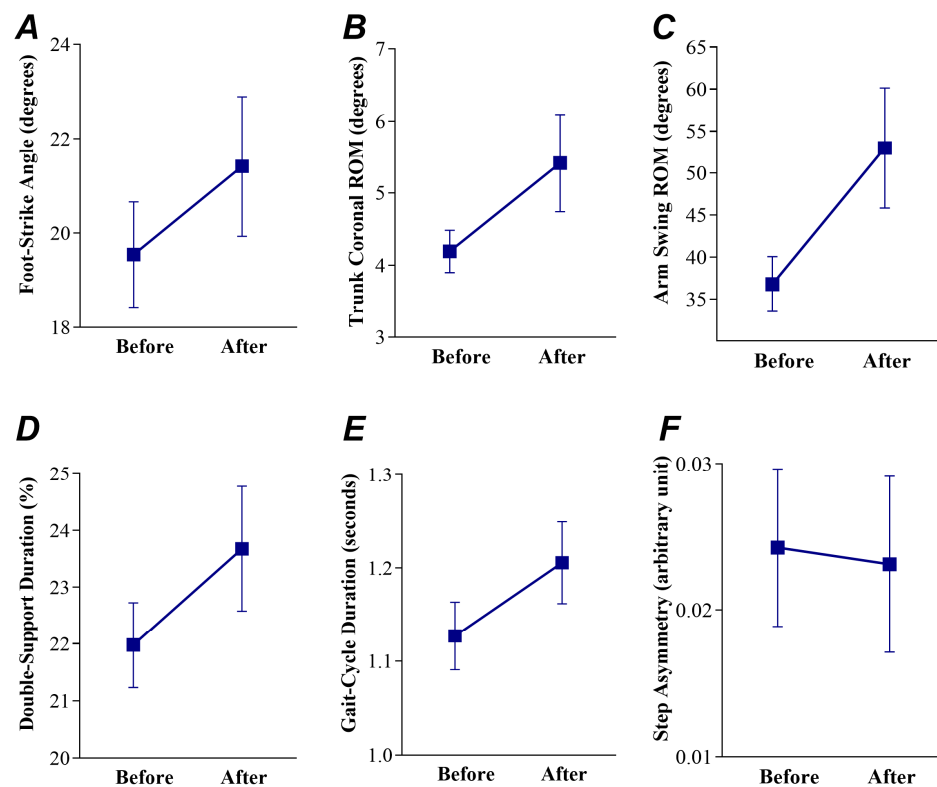 A
Foot-Strike Angle (degrees)
24
22
20
18
Before After
B
Trunk Coronal ROM (degrees)
7
6
5
4
3
Before After
C
Arm Swing ROM (degrees)
65
60
55
50
45
40
35
Before After
D
Double-Support Duration (%)
25
24
23
22
21
20
Before After
E
Gait-Cycle Duration (seconds)
1.3
1.2
1.1
1.0
Before After
F
Step Asymmetry (arbitrary unit)
0.03
0.02
0.01
Before After